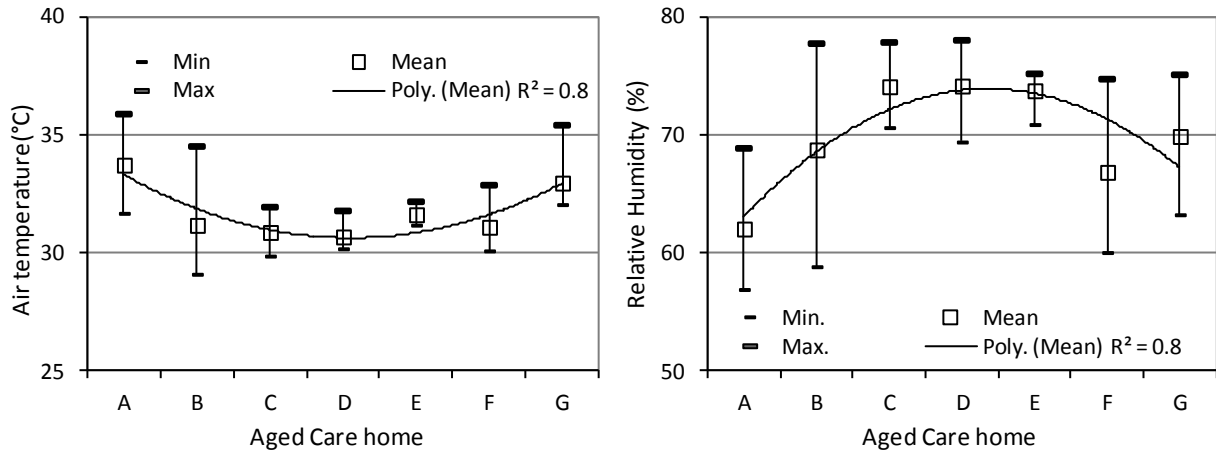 40
35
30
25
Air temperature(°C)
Min
Mean
Max
Poly. (Mean) R² = 0.8
A B C D E F G
Aged Care home
80
70
60
50
Relative Humidity (%)
Min.
Mean
Max.
Poly. (Mean) R² = 0.8
A B C D E F G
Aged Care home